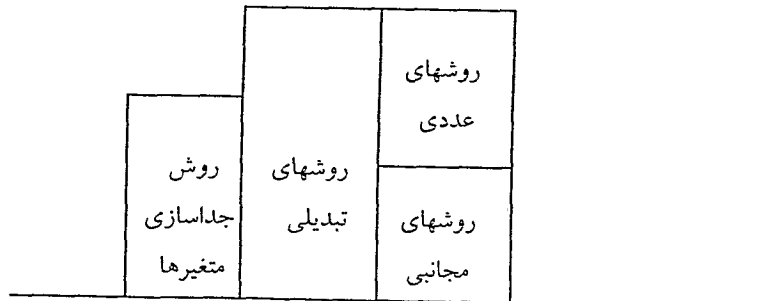 روشهای
عددی
روشهای
مجانبی
روشهای
تبدیلی
روش
جداسازی
متغیرها